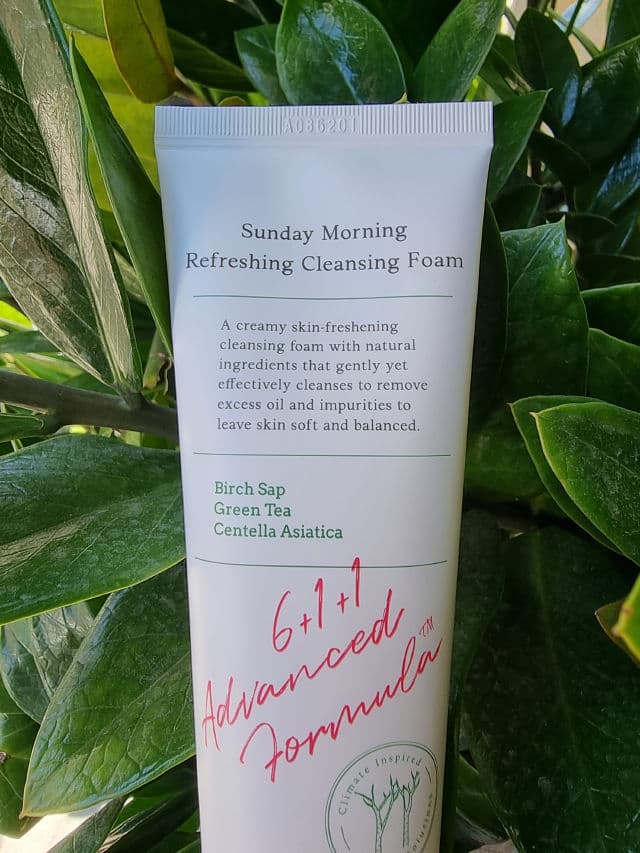 A086201
Sunday Morning
Refreshing Cleansing Foam
A creamy skin-freshening
cleansing foam with natural
ingredients that gently yet
effectively cleanses to remove
excess oil and impurities to
leave skin soft and balanced.
Birch Sap
Green Tea
Centella Asiatica
6+1+1
Advanced
Formula™
Climate Inspired